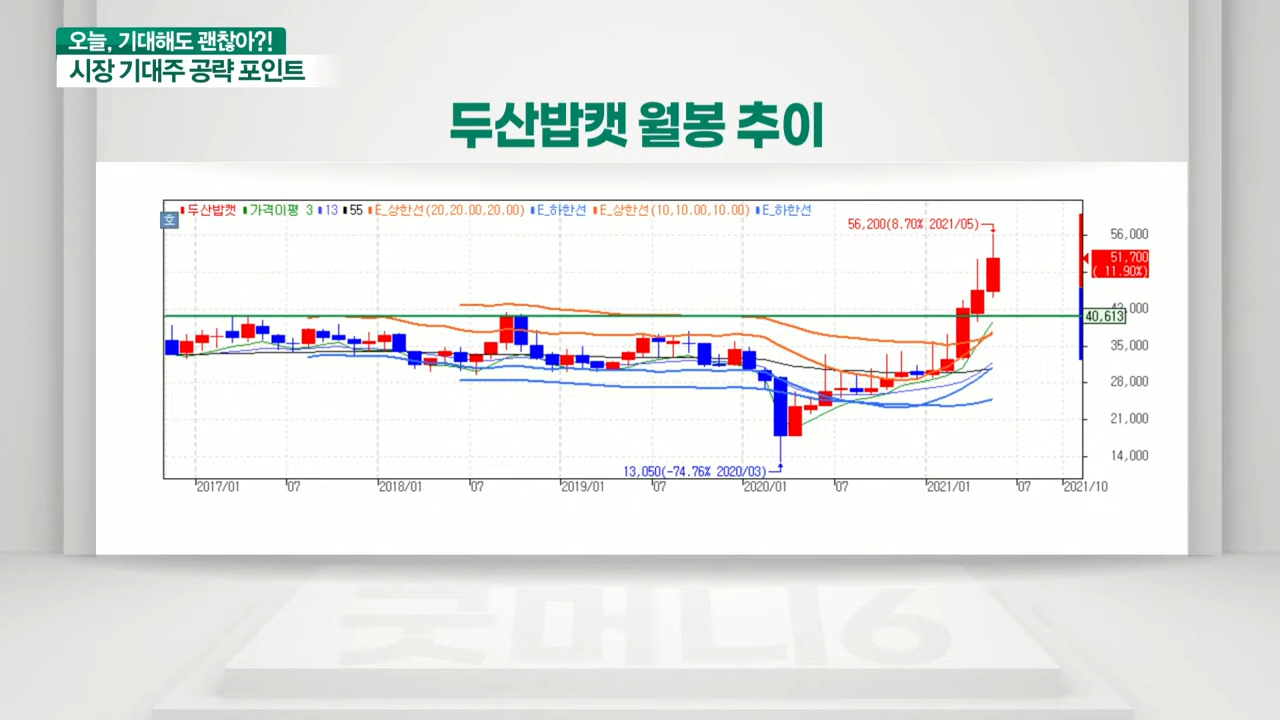 오늘, 기대해도 괜찮아?!
시장 기대주 공략 포인트
두산밥캣 월봉 추이
호
두산밥캣 가격이평 3 13 55 E_상한선(20,20.00,20.00) E_하한선 E_상한선(10,10.00,10.00) E_하한선
56,200(8.70% 2021/05)
56,000
51,700
( 11.90%)
42,000
40,613
35,000
28,000
21,000
14,000
13,050(-74.76% 2020/03)
2017/01 07 2018/01 07 2019/01 07 2020/01 07 2021/01 07 2021/10
굿머니6